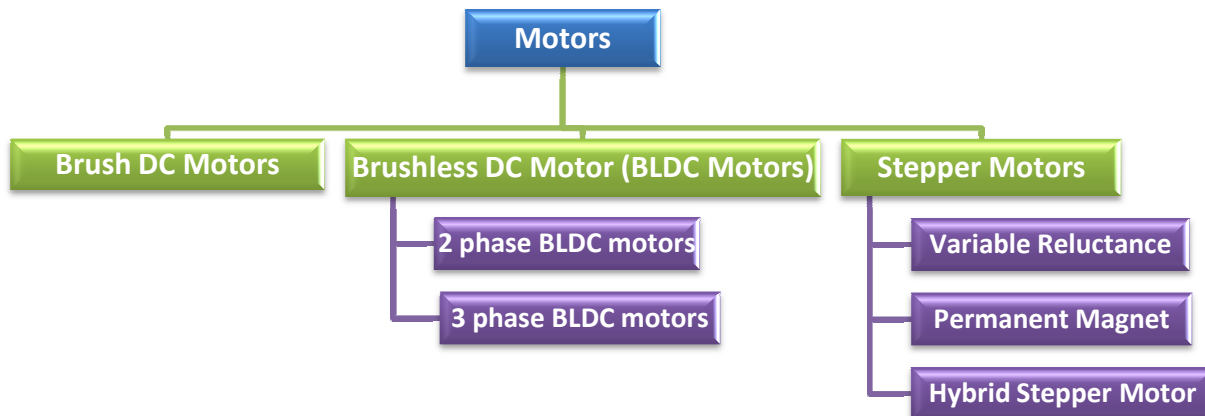 Motors
Brush DC Motors
Brushless DC Motor (BLDC Motors)
Stepper Motors
2 phase BLDC motors
3 phase BLDC motors
Variable Reluctance
Permanent Magnet
Hybrid Stepper Motor